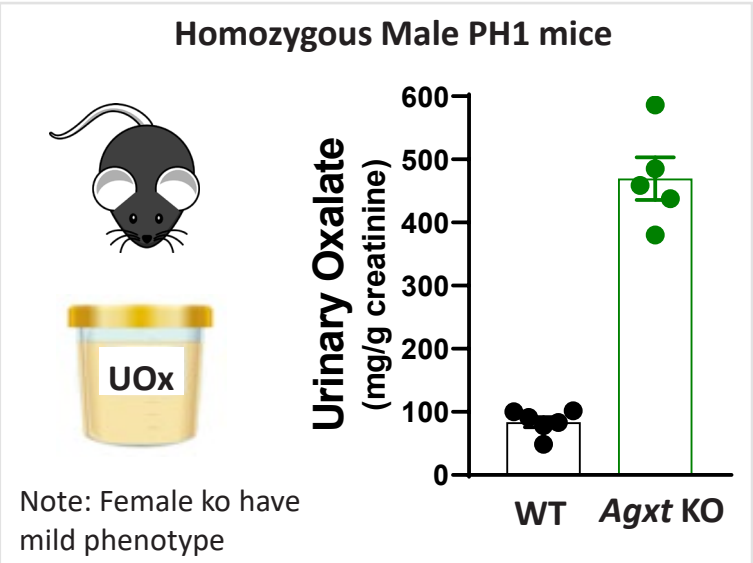 Homozygous Male PH1 mice
UOx
Note: Female ko have
mild phenotype
Urinary Oxalate
(mg/g creatinine)
600
500
400
300
200
100
0
WT
Agxt KO